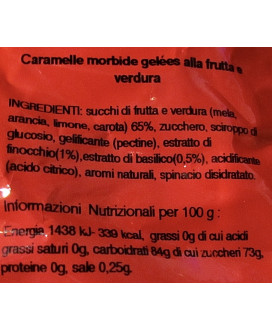 Caramelle morbide gelées alla frutta e
verdura
INGREDIENTI: succhi di frutta e verdura (mela,
arancia, limone, carota) 65%, zucchero, sciroppo di
glucosio, gelificante (pectine), estratto di
finocchio(1%),estratto di basilico(0,5%), acidificante
(acido citrico), aromi naturali, spinacio disidratato.
Informazioni Nutrizionali per 100 g :
Energia 1438 kJ- 339 kcal, grassi 0g di cui acidi
grassi saturi 0g, carboidrati 84g di cui zuccheri 73g,
proteine 0g, sale 0,25g.